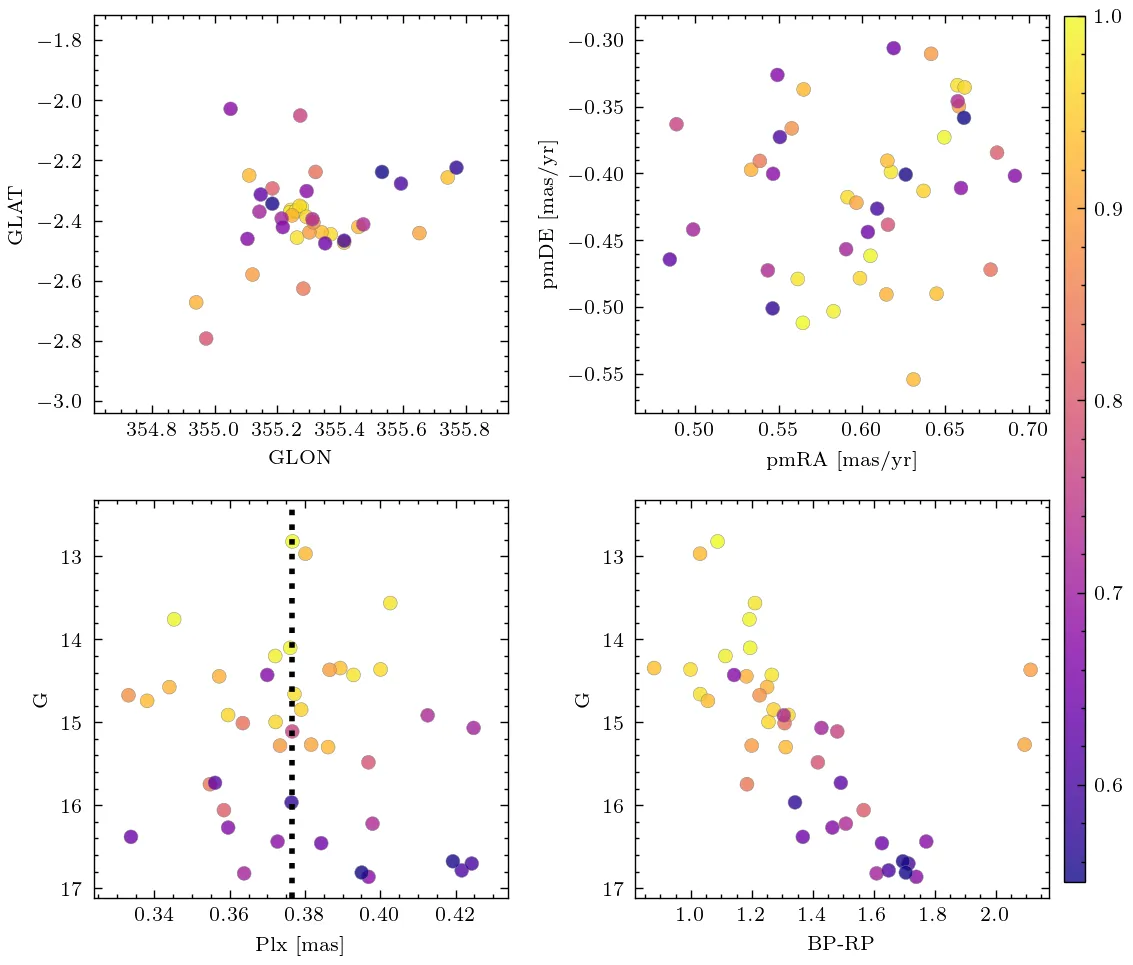 −1.8
−2.0
−2.2
−2.4
−2.6
−2.8
−3.0
GLAT
354.8 355.0 355.2 355.4 355.6 355.8
GLON
−0.30
−0.35
−0.40
−0.45
−0.50
−0.55
pmDE [mas/yr]
0.50 0.55 0.60 0.65 0.70
pmRA [mas/yr]
13
14
15
16
17
G
0.34 0.36 0.38 0.40 0.42
Plx [mas]
13
14
15
16
17
G
1.0 1.2 1.4 1.6 1.8 2.0
BP-RP
1.0
0.9
0.8
0.7
0.6